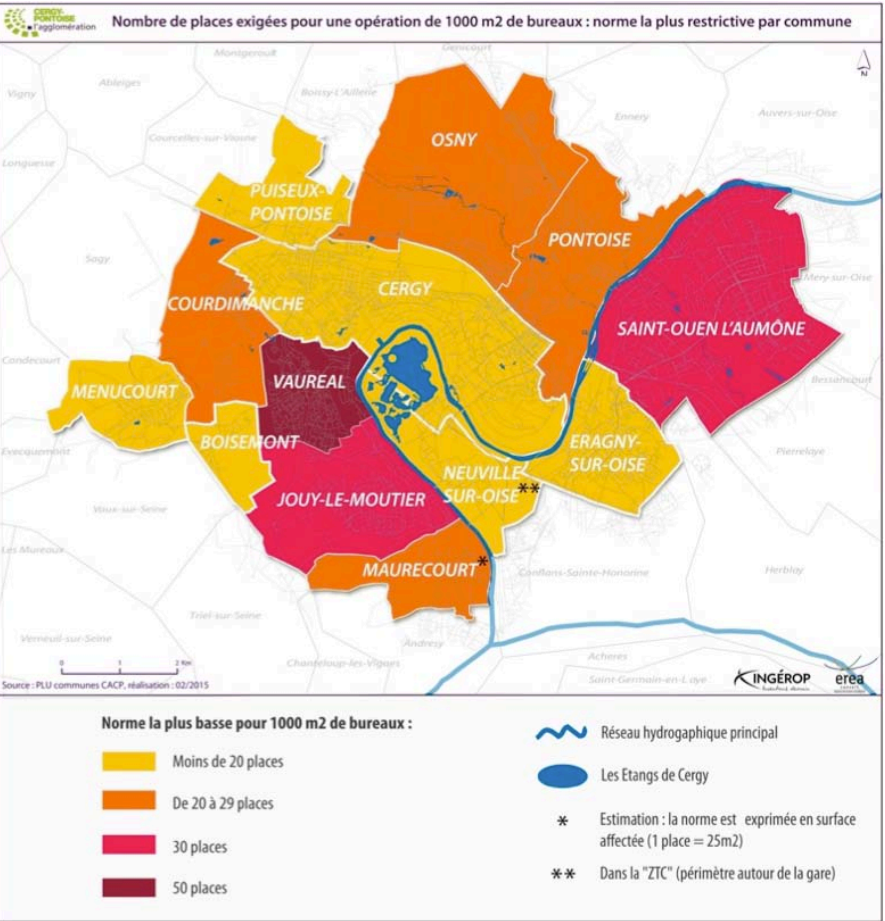 CERGY-
PONTOISE
l'agglomération
Nombre de places exigées pour une opération de 1000 m2 de bureaux : norme la plus restrictive par commune
Genicourt
Montgeroult
Ableiges
Vigny
Boissy-L'Aillerie
Ennery
Auvers-sur-Oise
N
Courcelles-sur-Viosne
OSNY
Longuesse
PUISEUX-
PONTOISE
PONTOISE
Sagy
CERGY
Mery-sur-Oise
COURDIMANCHE
SAINT-OUEN L'AUMÔNE
Condecourt
VAUREAL
Bessancourt
MENUCOURT
BOISEMONT
ERAGNY-
SUR-OISE
Evecquemont
Pierrelaye
NEUVILLE
SUR-OISE**
JOUY-LE-MOUTIER
Vaux-sur-Seine
Les Mureaux
MAURECOURT*
Conflans-Sainte-Honorine
Herblay
Triel-sur-Seine
Verneuil-sur-Seine
Andresy
Chanteloup-les-Vignes
Acheres
Saint-Germain-en-Laye
0 1 2 Km
Source : PLU communes CACP, réalisation : 02/2015
INGÉROP
erea
Norme la plus basse pour 1000 m2 de bureaux :
Moins de 20 places
De 20 à 29 places
30 places
50 places
Réseau hydrogaphique principal
Les Etangs de Cergy
* Estimation : la norme est exprimée en surface
affectée (1 place = 25m2)
** Dans la "ZTC" (périmètre autour de la gare)